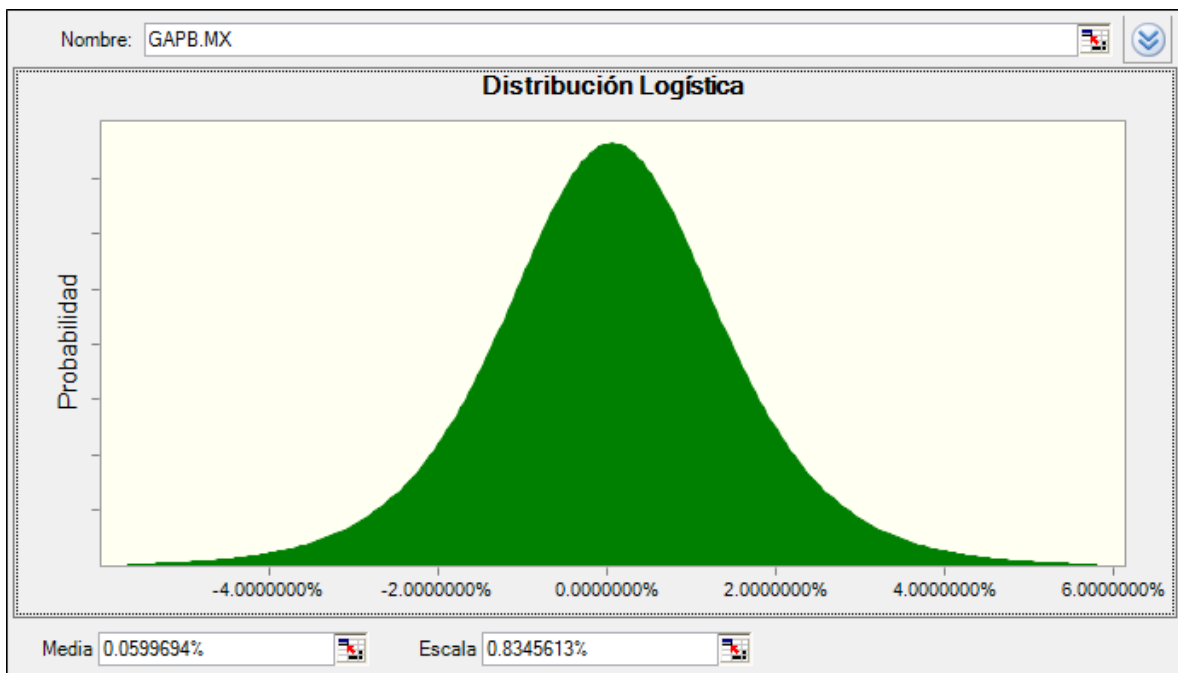 Nombre: GAPB.MX
Distribución Logística
Probabilidad
-4.0000000% -2.0000000% 0.0000000% 2.0000000% 4.0000000% 6.0000000%
Media 0.0599694% Escala 0.8345613%